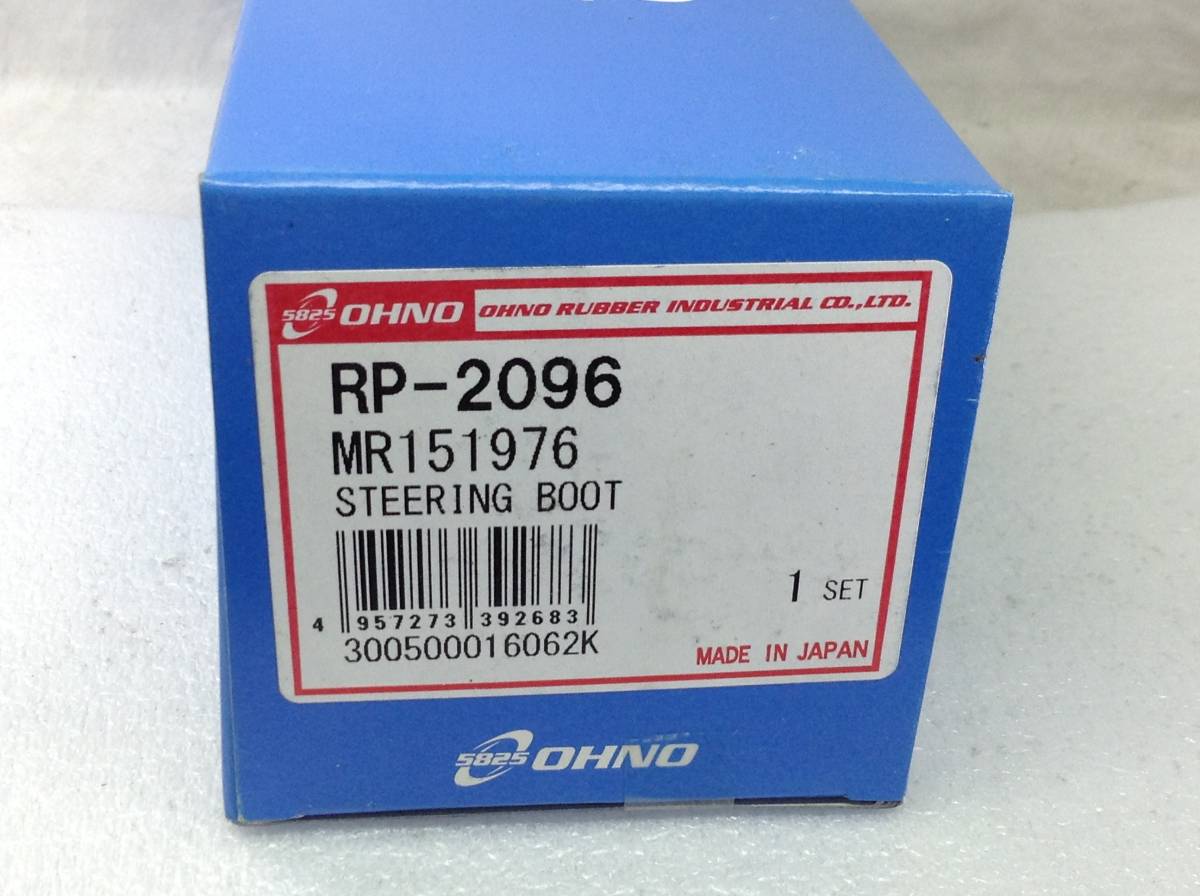 5825 OHNO OHNO RUBBER INDUSTRIAL CO.,LTD.
RP-2096
MR151976
STEERING BOOT
4 957273 392683
300500016062K
1 SET
MADE IN JAPAN
5825 OHNO